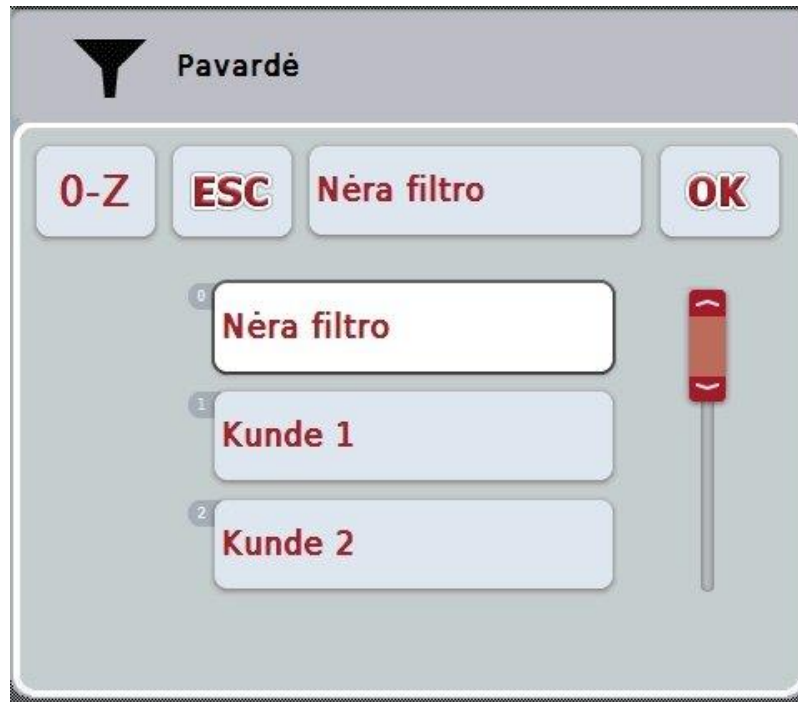 Pavardė
0-Z ESC Nėra filtro OK
0
Nėra filtro
1
Kunde 1
2
Kunde 2